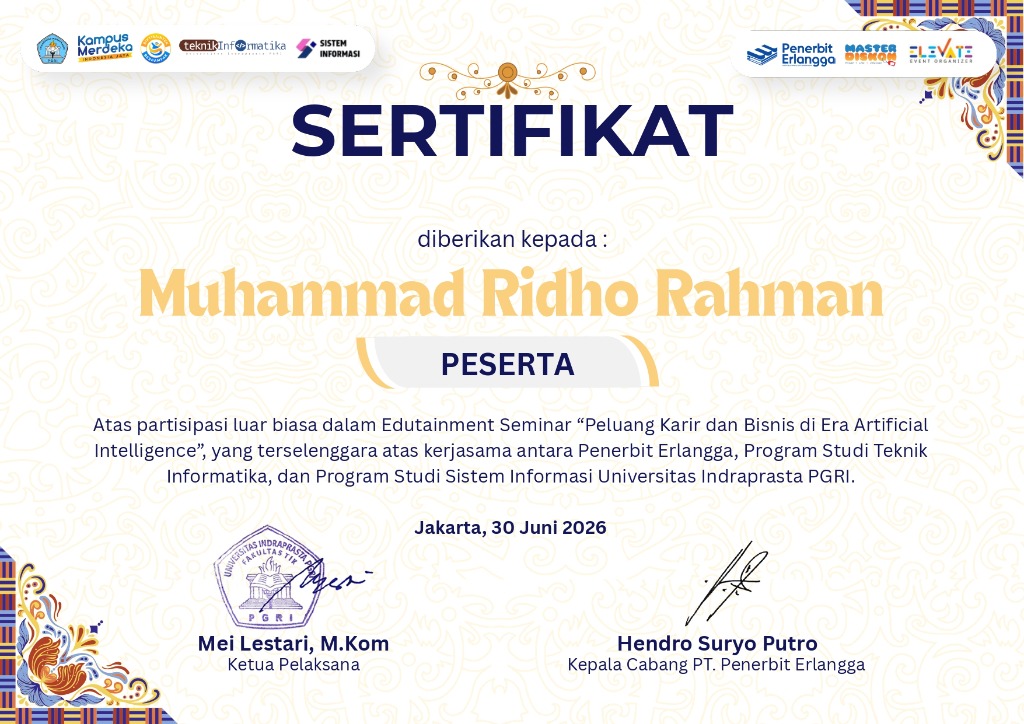 Kampus
Merdeka
INDONESIA JAYA
teknikInformatika
SISTEM
INFORMASI
Penerbit
Erlangga
MASTER
DISKON
ELEVATE
EVENT ORGANIZER
SERTIFIKAT
diberikan kepada :
Muhammad Ridho Rahman
PESERTA
Atas partisipasi luar biasa dalam Edutainment Seminar “Peluang Karir dan Bisnis di Era Artificial
Intelligence”, yang terselenggara atas kerjasama antara Penerbit Erlangga, Program Studi Teknik
Informatika, dan Program Studi Sistem Informasi Universitas Indraprasta PGRI.
Jakarta, 30 Juni 2026
UNIVERSITAS INDRAPRASTA PGRI
FAKULTAS TIK
PGRI
Mei Lestari, M.Kom
Ketua Pelaksana
Hendro Suryo Putro
Kepala Cabang PT. Penerbit Erlangga